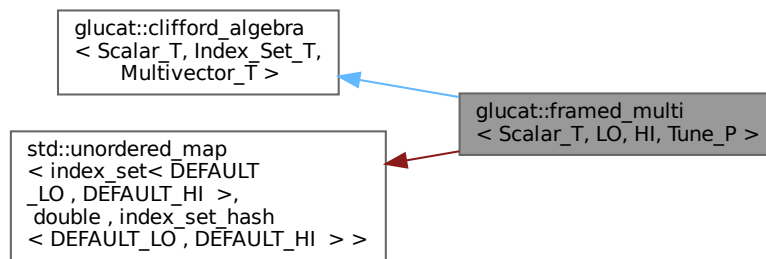 glucat::clifford_algebra
< Scalar_T, Index_Set_T,
Multivector_T >
glucat::framed_multi
< Scalar_T, LO, HI, Tune_P >
std::unordered_map
< index_set< DEFAULT
_LO , DEFAULT_HI  >,
double , index_set_hash
< DEFAULT_LO , DEFAULT_HI  > >